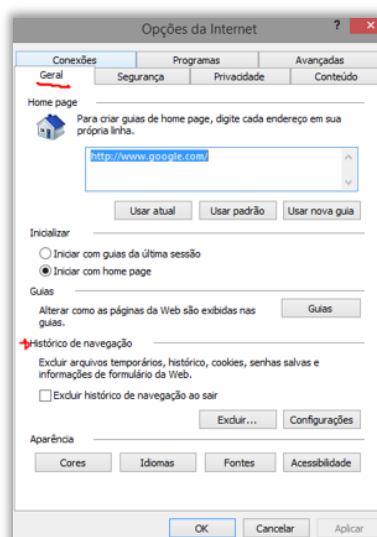 Opções da Internet ?
Conexões Programas Avançadas
Geral Segurança Privacidade Conteúdo
Home page
Para criar guias de home page, digite cada endereço em sua
própria linha.
http://www.google.com/
Usar atual Usar padrão Usar nova guia
Inicializar
Iniciar com guias da última sessão
Iniciar com home page
Guias
Alterar como as páginas da Web são exibidas nas
guias.
Guias
Histórico de navegação
Excluir arquivos temporários, histórico, cookies, senhas salvas e
informações de formulário da Web.
Excluir histórico de navegação ao sair
Excluir... Configurações
Aparência
Cores Idiomas Fontes Acessibilidade
OK Cancelar Aplicar